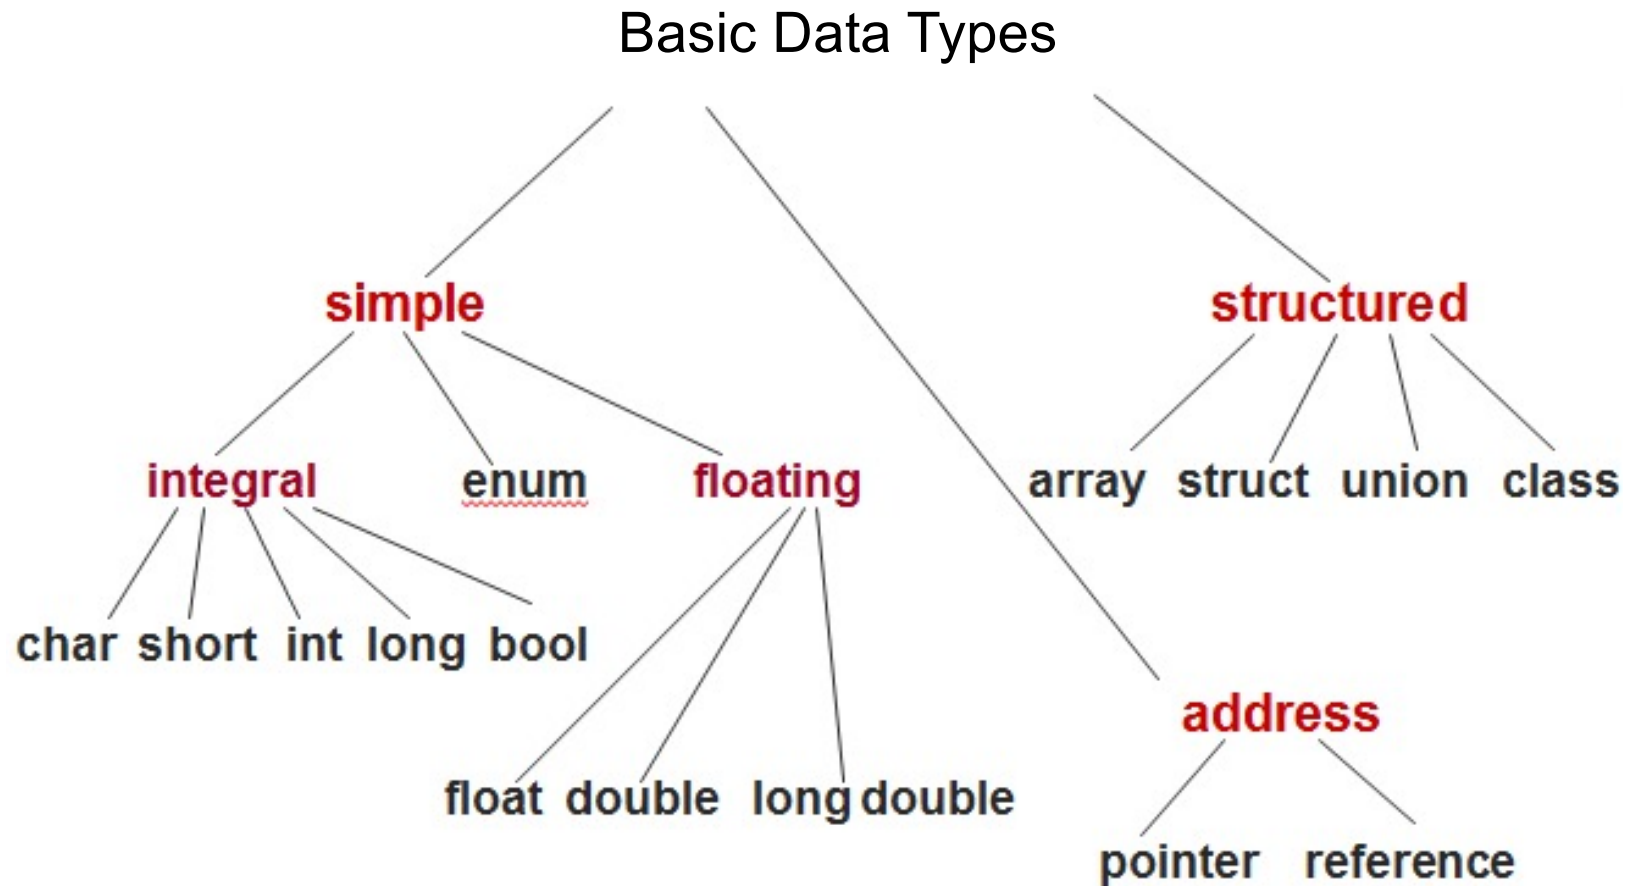 Basic Data Types
simple
structured
integral
enum
floating
array
struct
union
class
char
short
int
long
bool
address
float
double
long double
pointer
reference